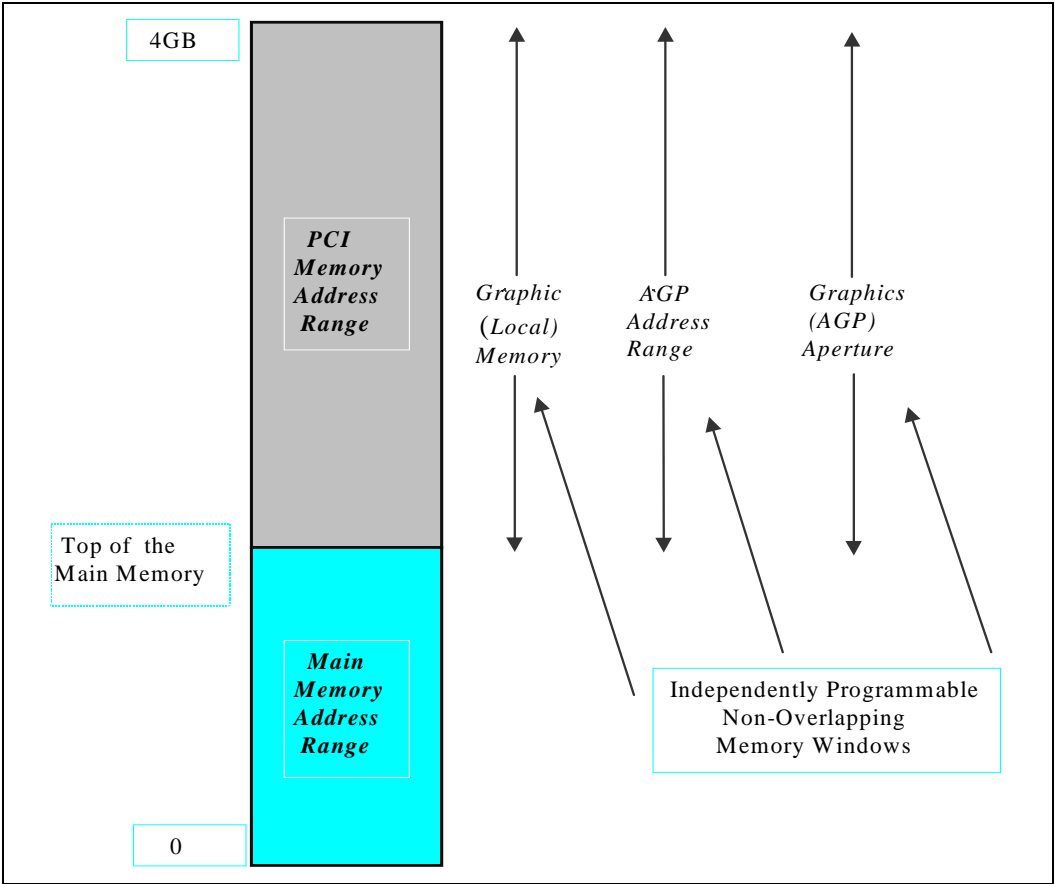 4GB
PCI
Memory
Address
Range
Graphic
(Local)
Memory
AGP
Address
Range
Graphics
(AGP)
Aperture
Top of the
Main Memory
Main
Memory
Address
Range
Independently Programmable
Non-Overlapping
Memory Windows
0